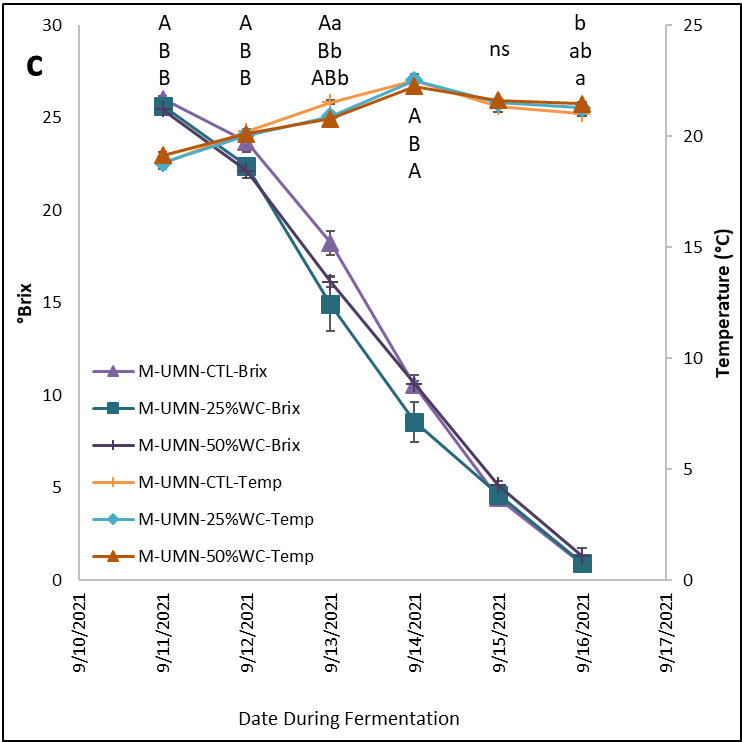 c
30
25
20
15
10
5
0
°Brix
25
20
15
10
5
0
Temperature (°C)
A
B
B
A
B
B
Aa
Bb
ABb
A
B
A
ns
b
ab
a
M-UMN-CTL-Brix
M-UMN-25%WC-Brix
M-UMN-50%WC-Brix
M-UMN-CTL-Temp
M-UMN-25%WC-Temp
M-UMN-50%WC-Temp
9/10/2021
9/11/2021
9/12/2021
9/13/2021
9/14/2021
9/15/2021
9/16/2021
9/17/2021
Date During Fermentation